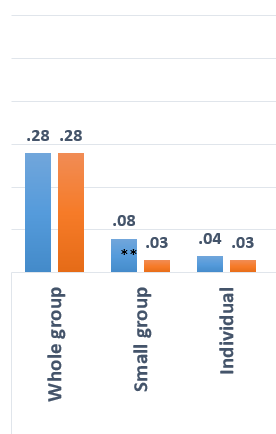 .28 .28
.08
.03
.04
.03
**
Whole group
Small group
Individual